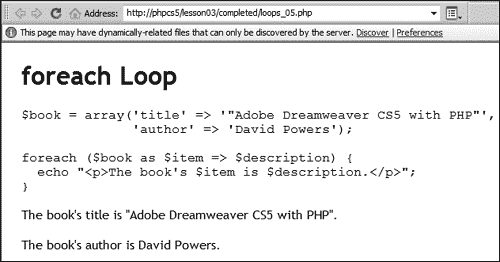 Address: http://phpcs5/lesson03/completed/loops_05.php
This page may have dynamically-related files that can only be discovered by the server. Discover | Preferences
foreach Loop
$book = array('title' => '"Adobe Dreamweaver CS5 with PHP"',
'author' => 'David Powers');
foreach ($book as $item => $description) {
echo "<p>The book's $item is $description.</p>";
}
The book's title is "Adobe Dreamweaver CS5 with PHP".
The book's author is David Powers.